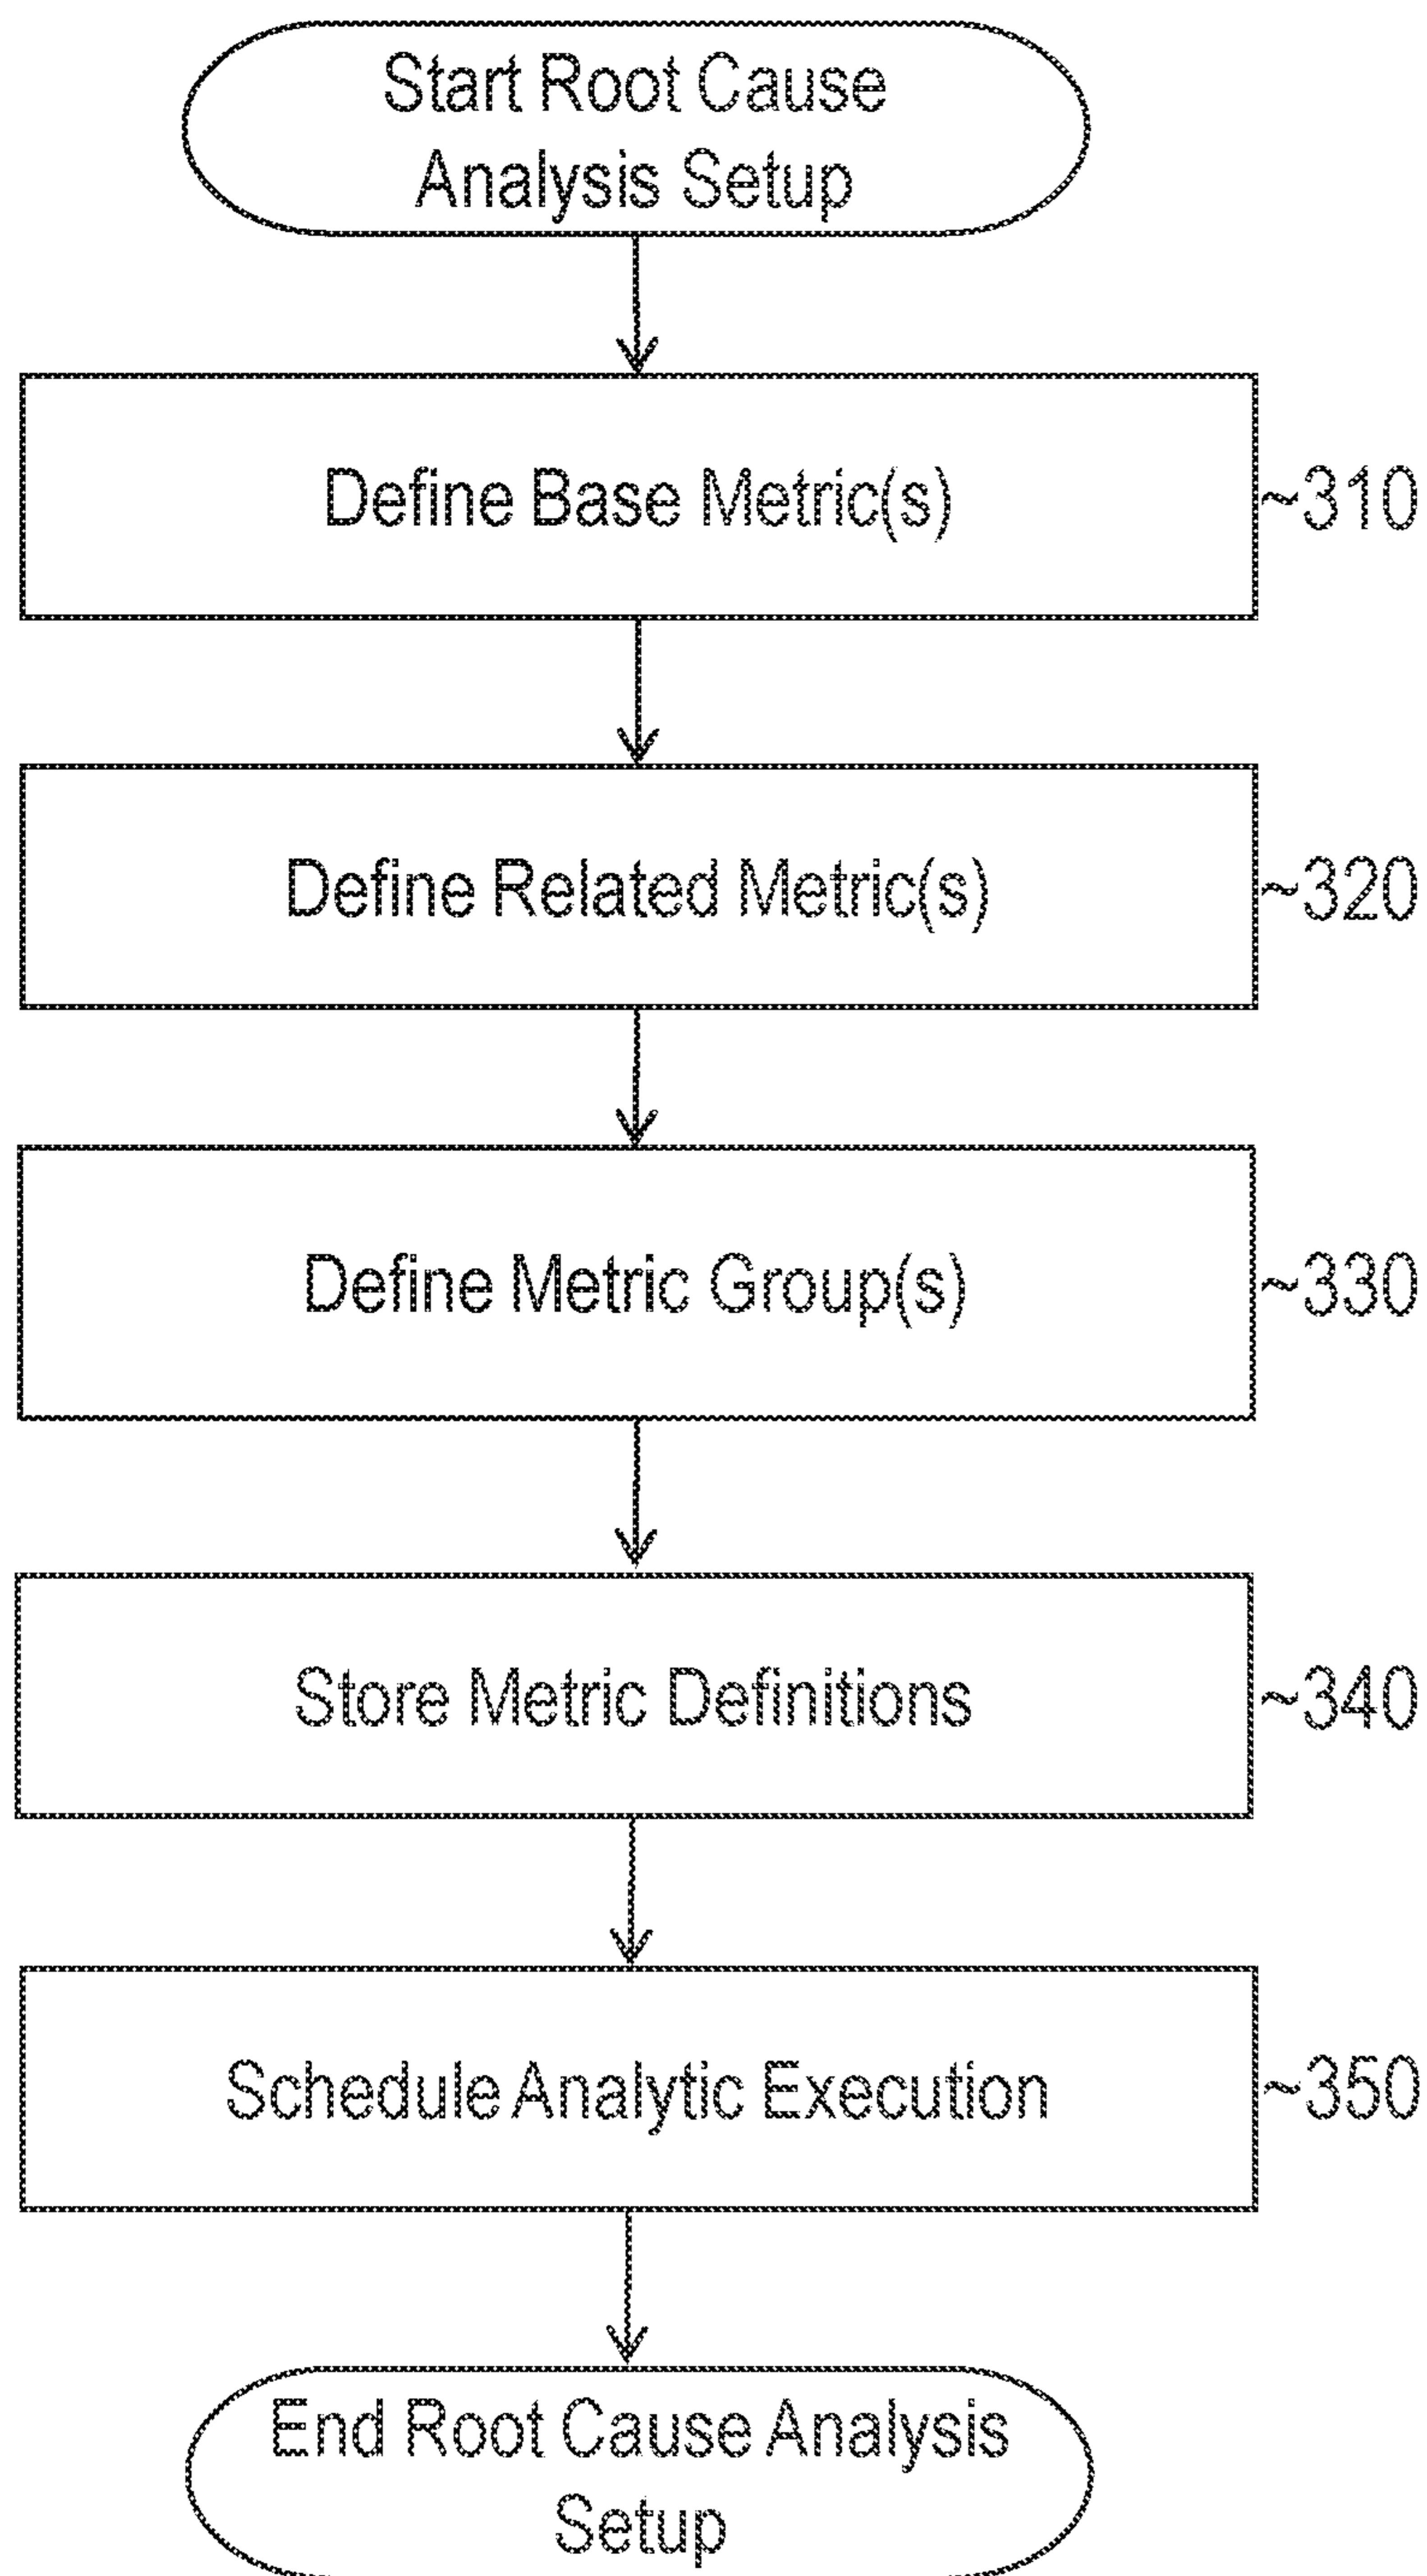 Start Root Cause
Analysis Setup
Define Base Metric(s)
~310
Define Related Metric(s)
~320
Define Metric Group(s)
~330
Store Metric Definitions
~340
Schedule Analytic Execution
~350
End Root Cause Analysis
Setup